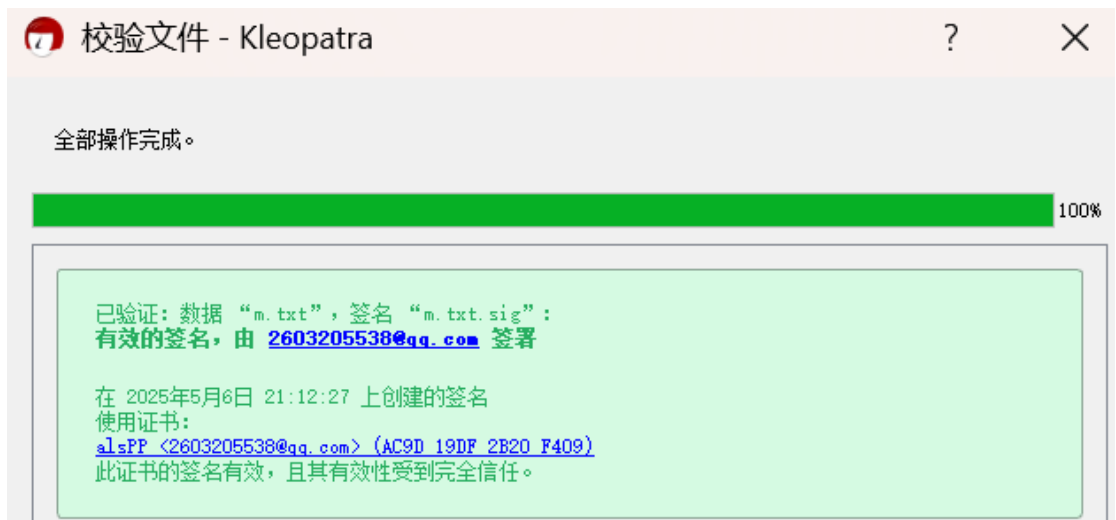 校验文件 - Kleopatra ? ×
全部操作完成。
100%
已验证: 数据 “m.txt”，签名 “m.txt.sig”:
有效的签名，由 2603205538@qq.com 签署
在 2025年5月6日 21:12:27 上创建的签名
使用证书:
alsPP <2603205538@qq.com> (AC9D 19DF 2B20 F409)
此证书的签名有效，且其有效性受到完全信任。